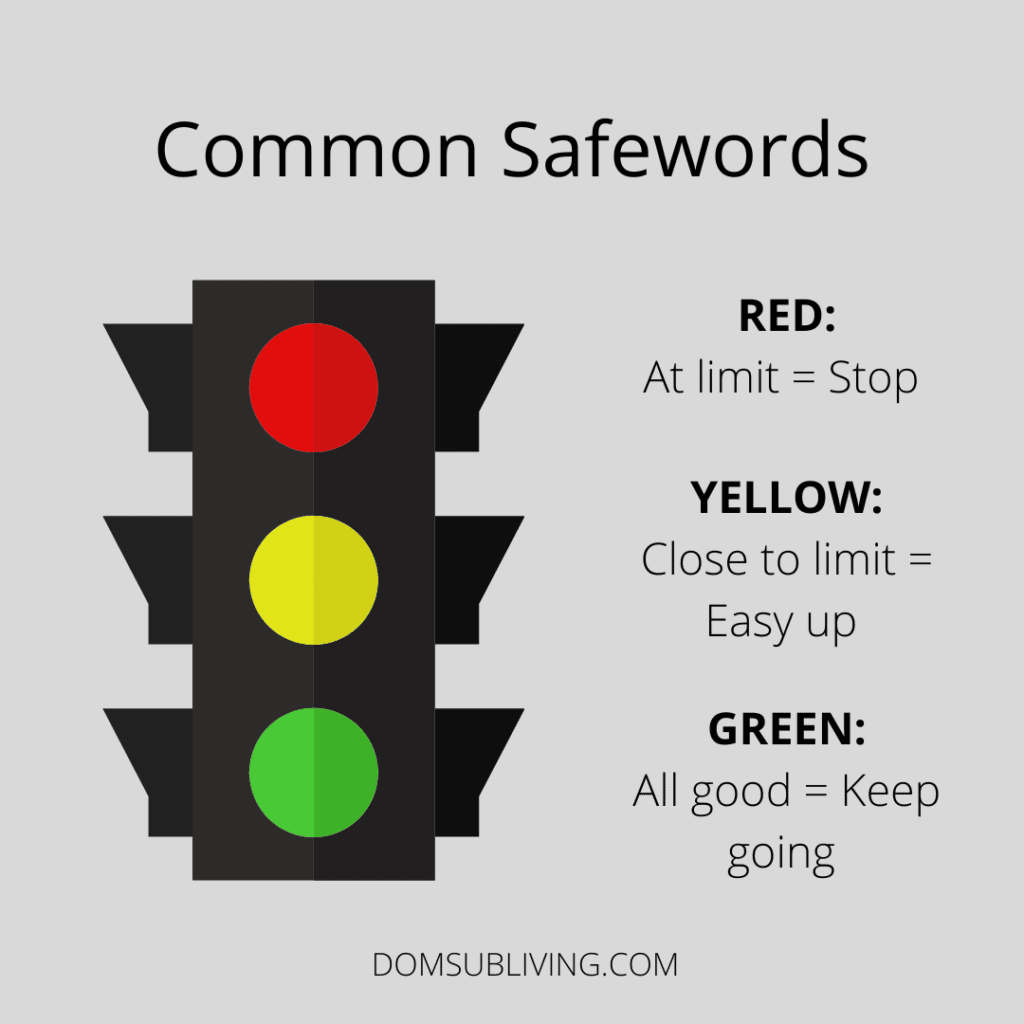 Common Safewords
RED:
At limit = Stop
YELLOW:
Close to limit =
Easy up
GREEN:
All good = Keep
going
DOMSUBLIVING.COM